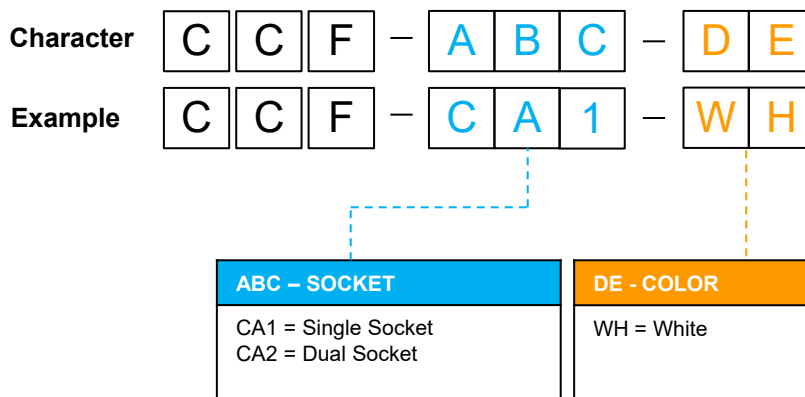 Character C C F – A B C – D E
Example C C F – C A 1 – W H
ABC – SOCKET
CA1 = Single Socket
CA2 = Dual Socket
DE - COLOR
WH = White